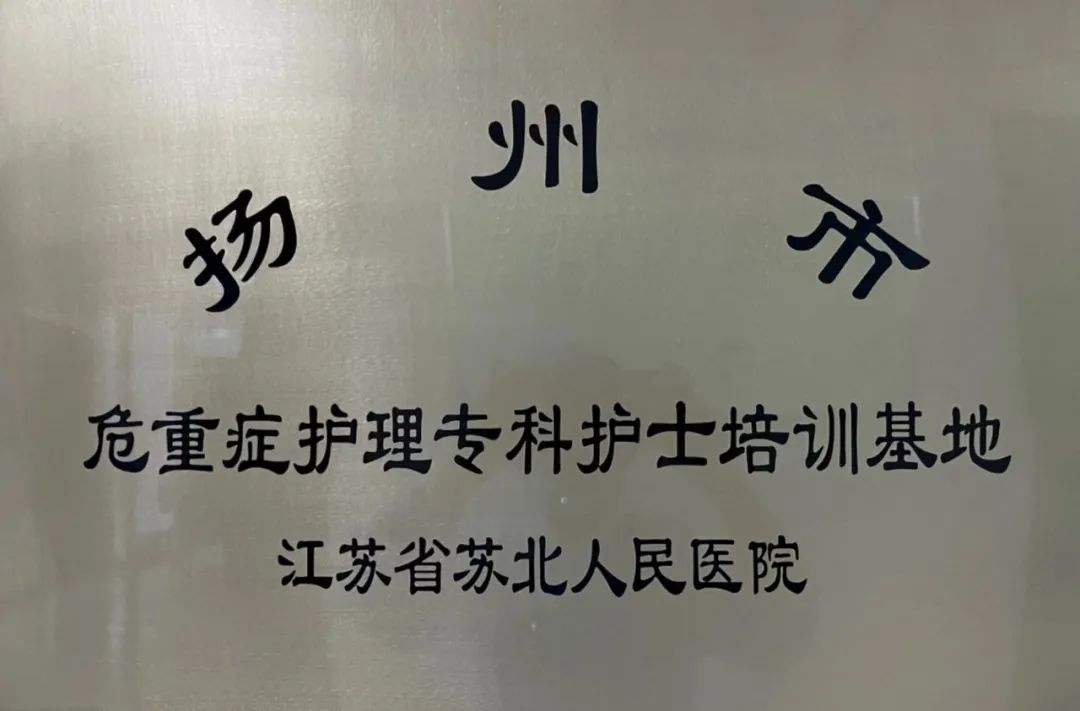 扬州市
危重症护理专科护士培训基地
江苏省苏北人民医院